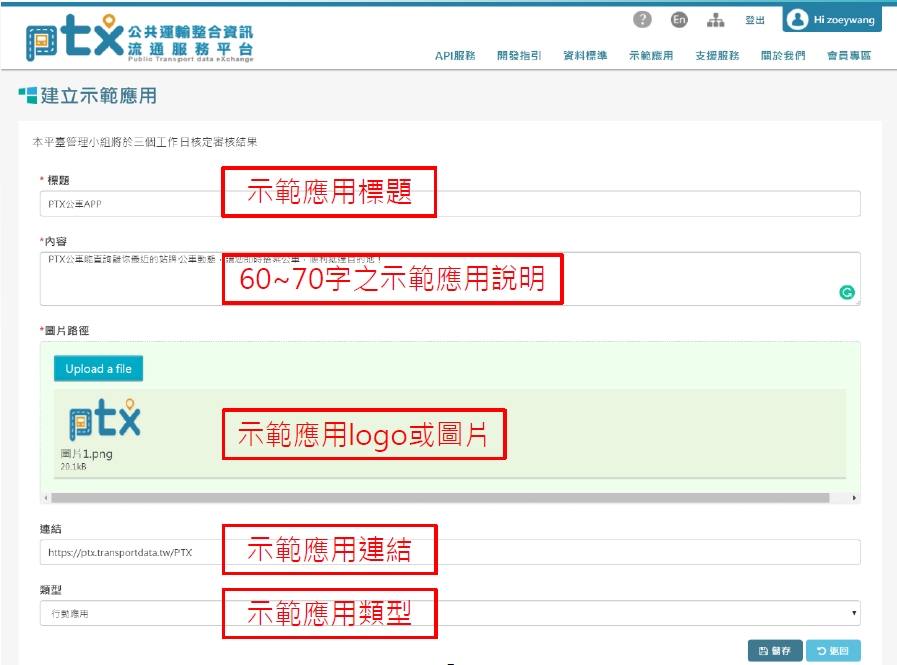 ptx 公共運輸整合資訊
流通服務平台
Public Transport data eXchange
? En 登出 Hi zoeywang
API服務 開發指引 資料標準 示範應用 支援服務 關於我們 會員專區
建立示範應用
本平臺管理小組將於三個工作日核定審核結果
* 標題
PTX公車APP
示範應用標題
*內容
PTX公車能查詢離你最近的站牌公車動態,
60~70字之示範應用說明
*圖片路徑
Upload a file
ptx
圖片1.png
20.1kB
示範應用logo或圖片
連結
https://ptx.transportdata.tw/PTX
示範應用連結
類型
行動應用
示範應用類型
儲存 返回